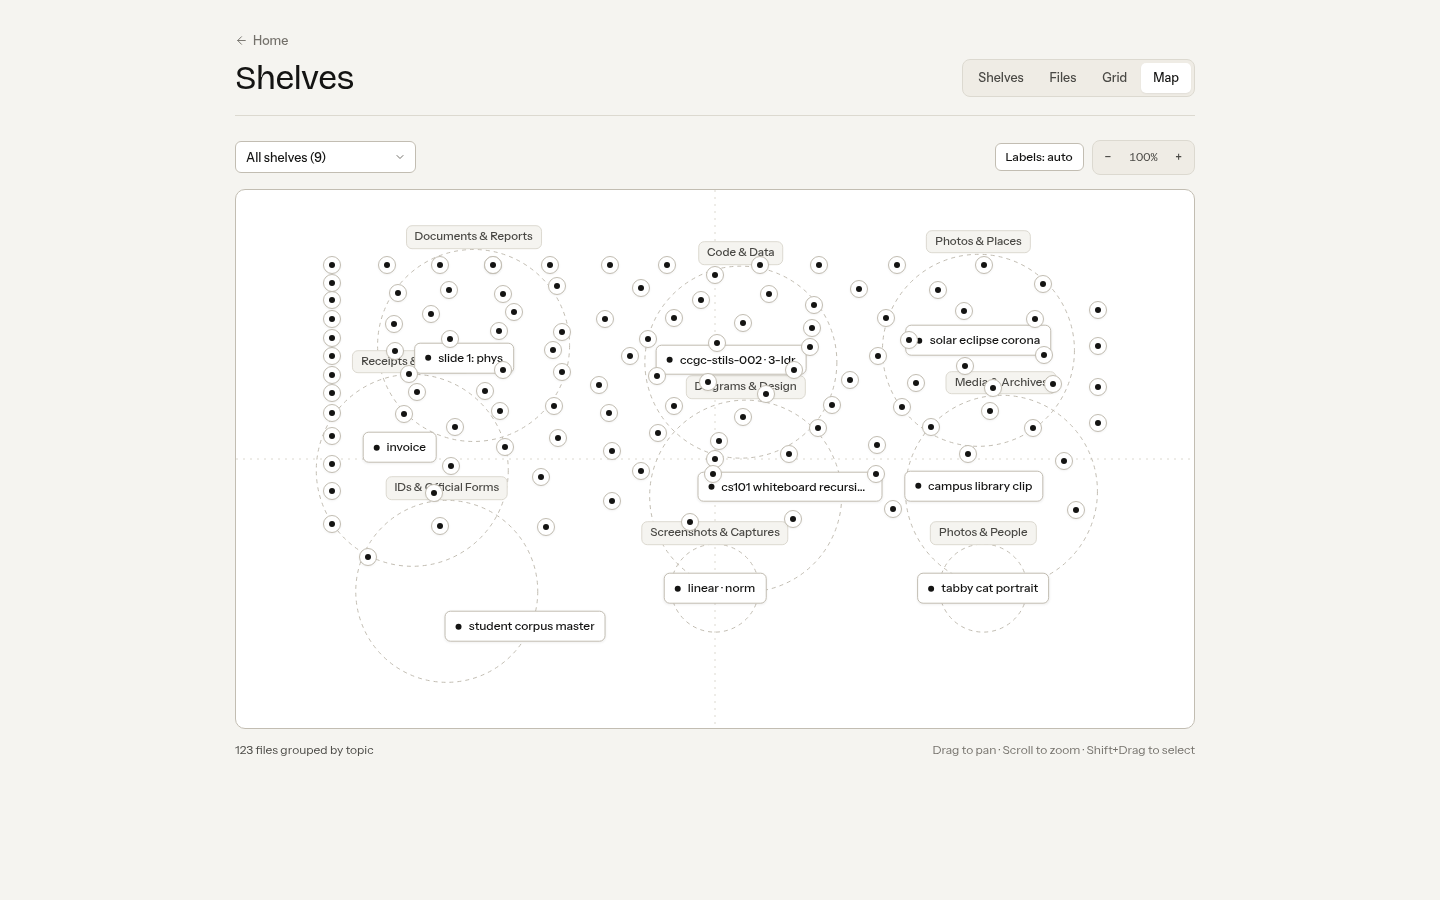 Home
Shelves
Shelves Files Grid Map
All shelves (9)
Labels: auto
− 100% +
Documents & Reports
Code & Data
Photos & Places
solar eclipse corona
Receipts &
slide 1: phys
ccgc-stils-002 · 3-ldr
Media & Archives
& Design
invoice
IDs & Official Forms
cs101 whiteboard recursi...
campus library clip
Screenshots & Captures
Photos & People
linear · norm
tabby cat portrait
student corpus master
123 files grouped by topic
Drag to pan · Scroll to zoom · Shift+Drag to select